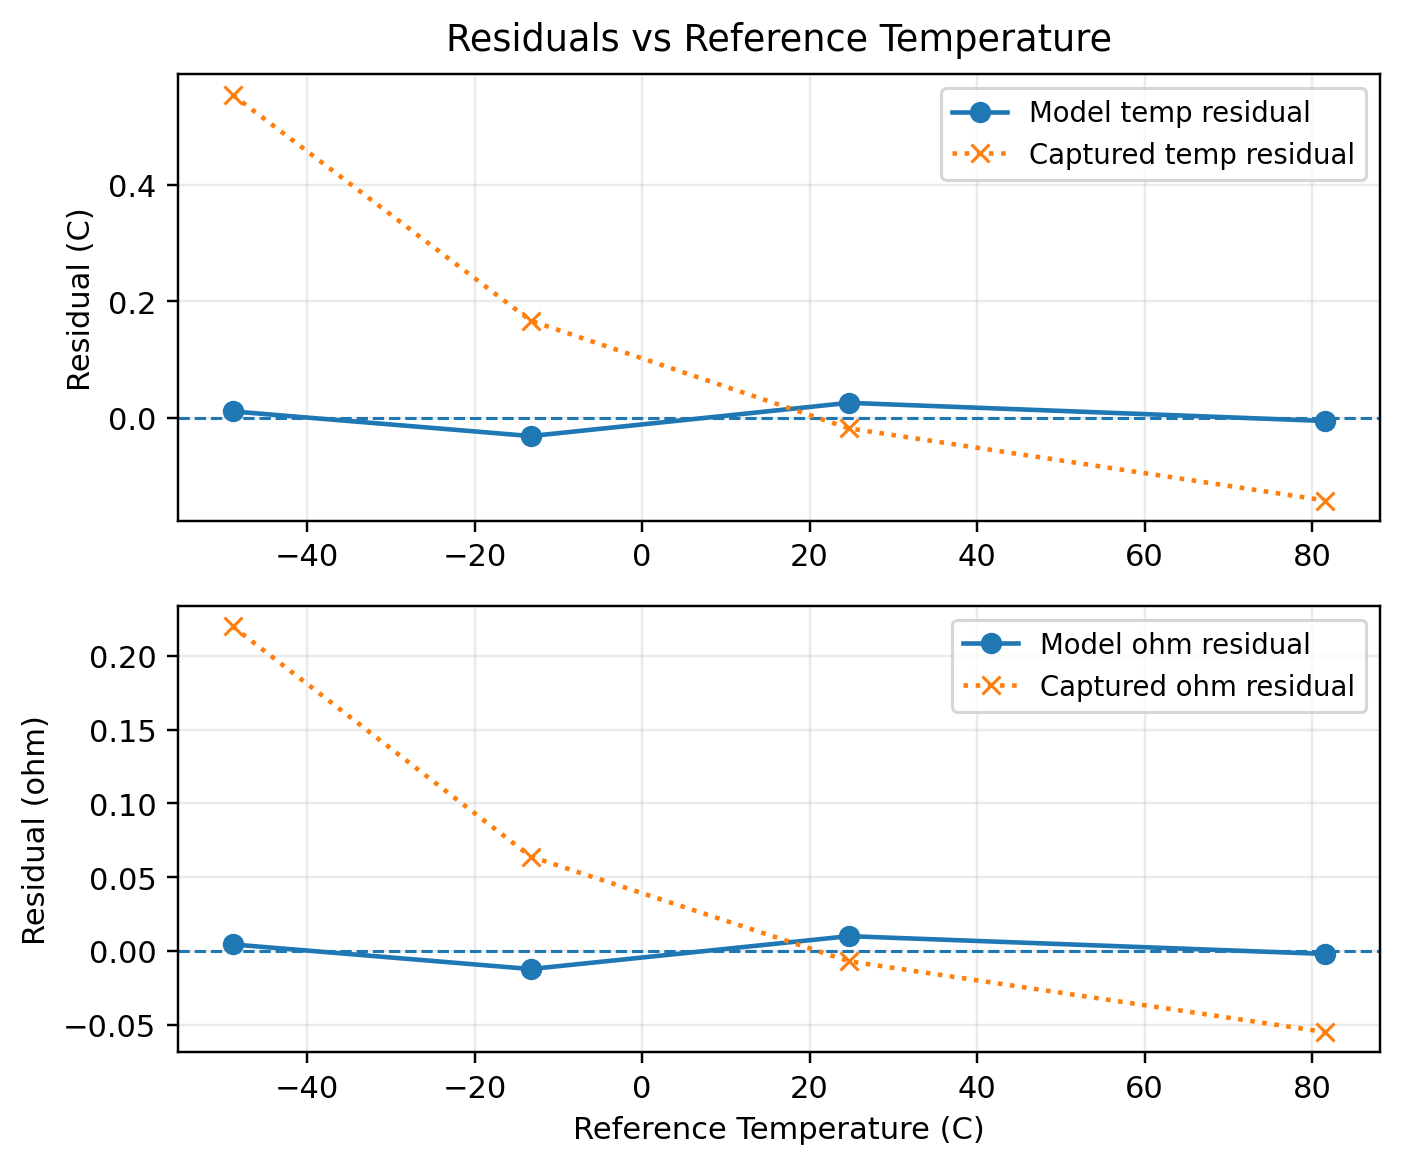 Residuals vs Reference Temperature
Model temp residual
Captured temp residual
Residual (C)
0.4
0.2
0.0
−40 −20 0 20 40 60 80
Model ohm residual
Captured ohm residual
Residual (ohm)
0.20
0.15
0.10
0.05
0.00
−0.05
−40 −20 0 20 40 60 80
Reference Temperature (C)